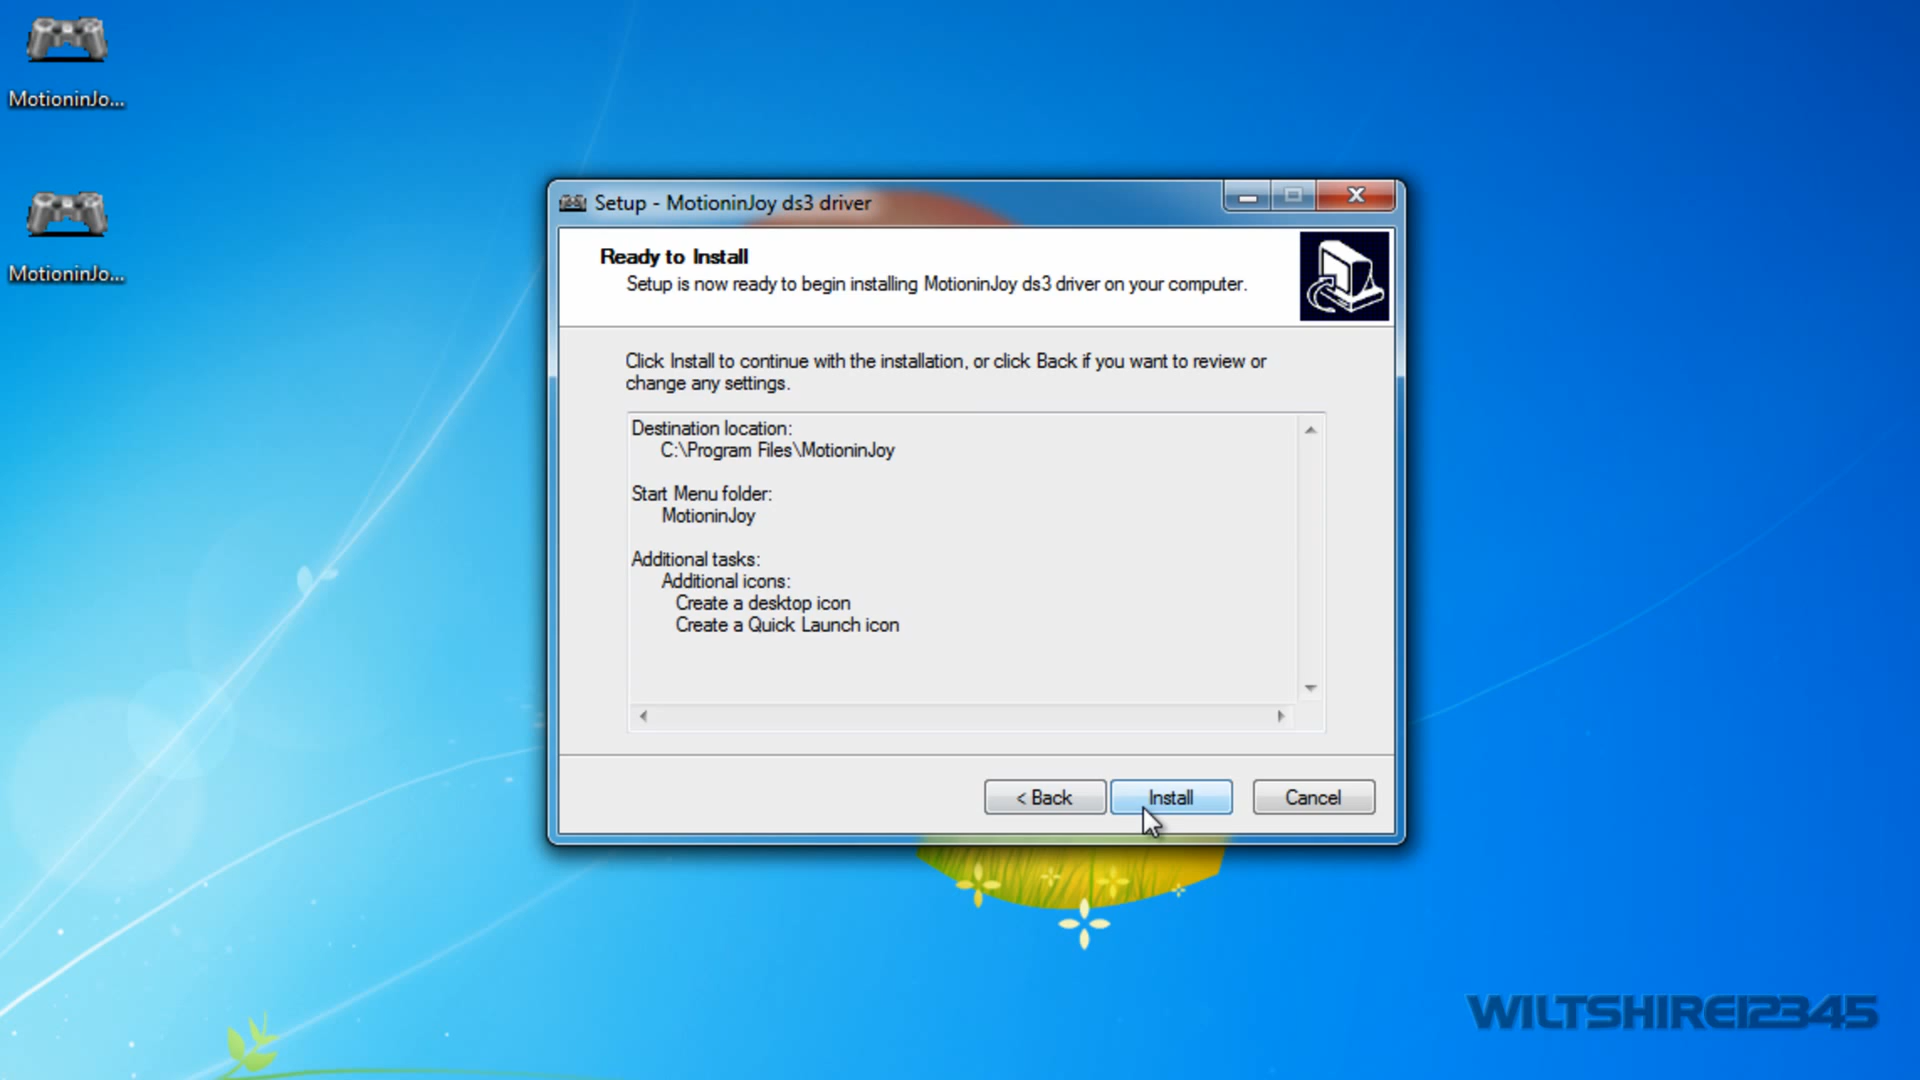 MotioninJo...
MotioninJo...
Setup - MotioninJoy ds3 driver
Ready to Install
Setup is now ready to begin installing MotioninJoy ds3 driver on your computer.
Click Install to continue with the installation, or click Back if you want to review or
change any settings.
Destination location:
C:\Program Files\MotioninJoy
Start Menu folder:
MotioninJoy
Additional tasks:
Additional icons:
Create a desktop icon
Create a Quick Launch icon
< Back
Install
Cancel
WILTSHIRE12345